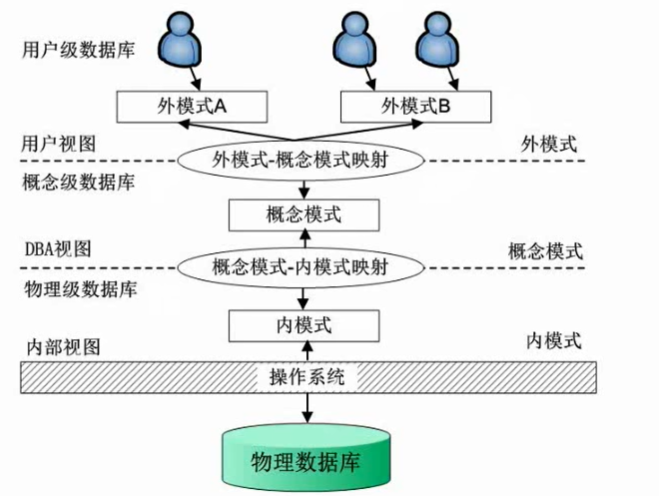 用户级数据库
外模式A
外模式B
用户视图
外模式-概念模式映射
外模式
概念级数据库
概念模式
DBA视图
概念模式-内模式映射
概念模式
物理级数据库
内模式
内部视图
内模式
操作系统
物理数据库